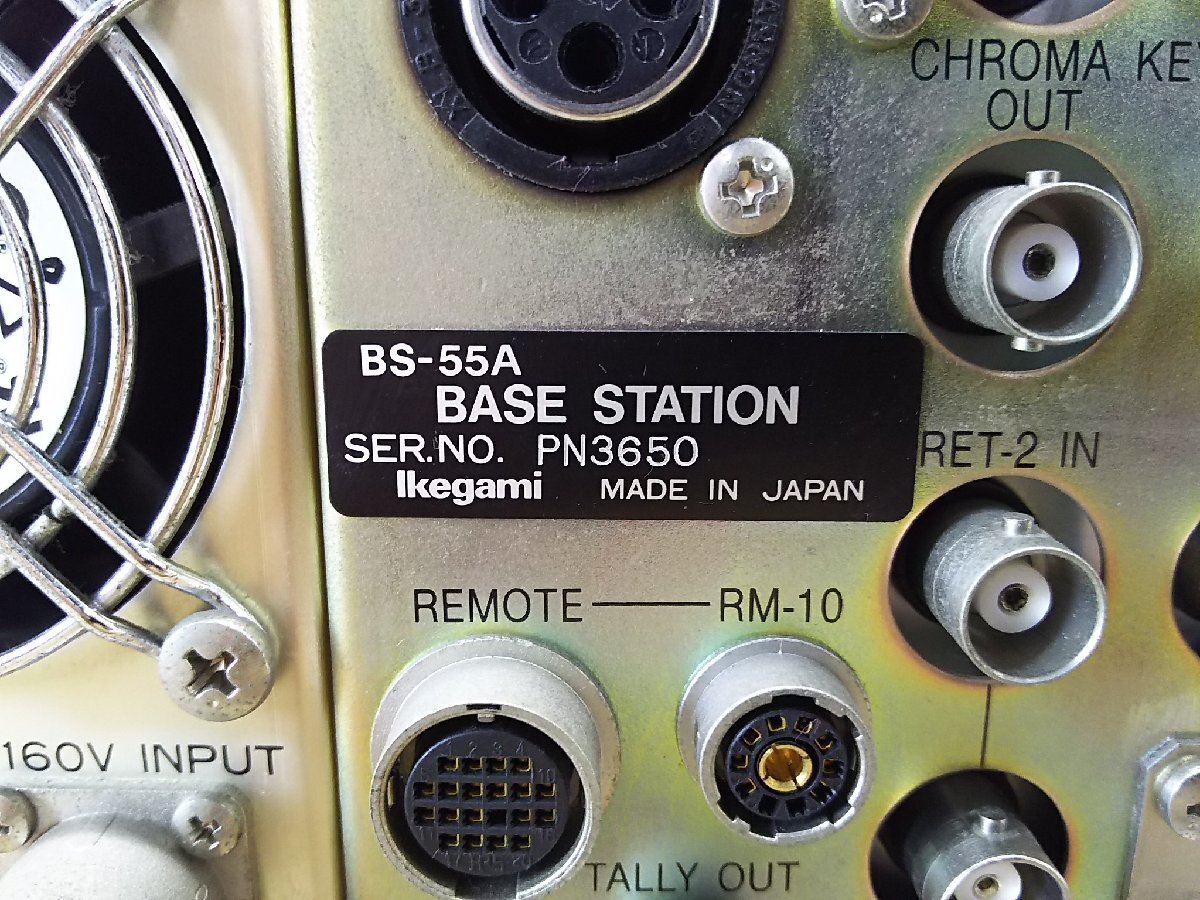 CHROMA KE
OUT
BS-55A
BASE STATION
SER.NO. PN3650
Ikegami MADE IN JAPAN
RET-2 IN
REMOTE RM-10
160V INPUT
TALLY OUT